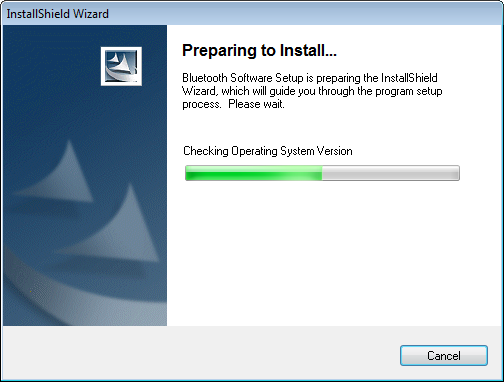 InstallShield Wizard
Preparing to Install...
Bluetooth Software Setup is preparing the InstallShield
Wizard, which will guide you through the program setup
process. Please wait.
Checking Operating System Version
Cancel